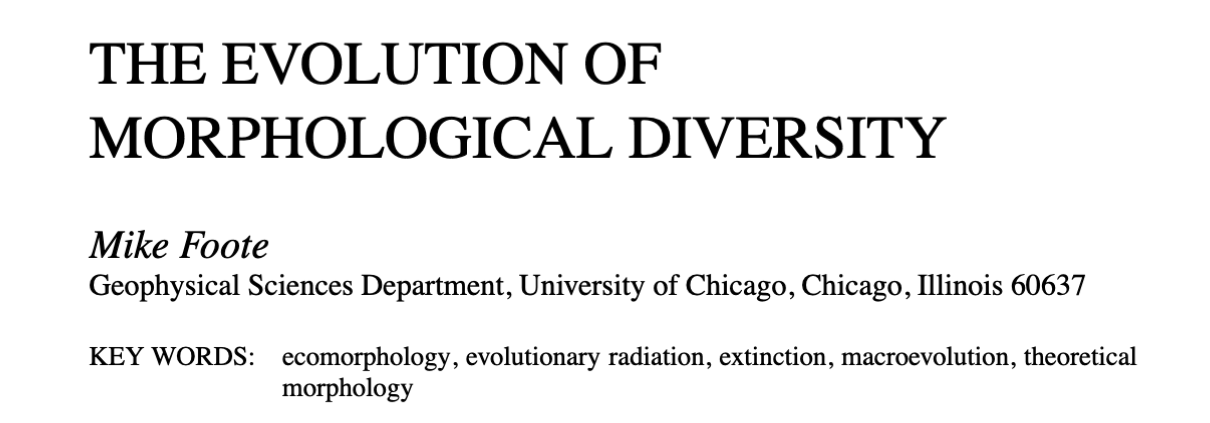 THE EVOLUTION OF
MORPHOLOGICAL DIVERSITY
Mike Foote
Geophysical Sciences Department, University of Chicago, Chicago, Illinois 60637
KEY WORDS: ecomorphology, evolutionary radiation, extinction, macroevolution, theoretical
morphology